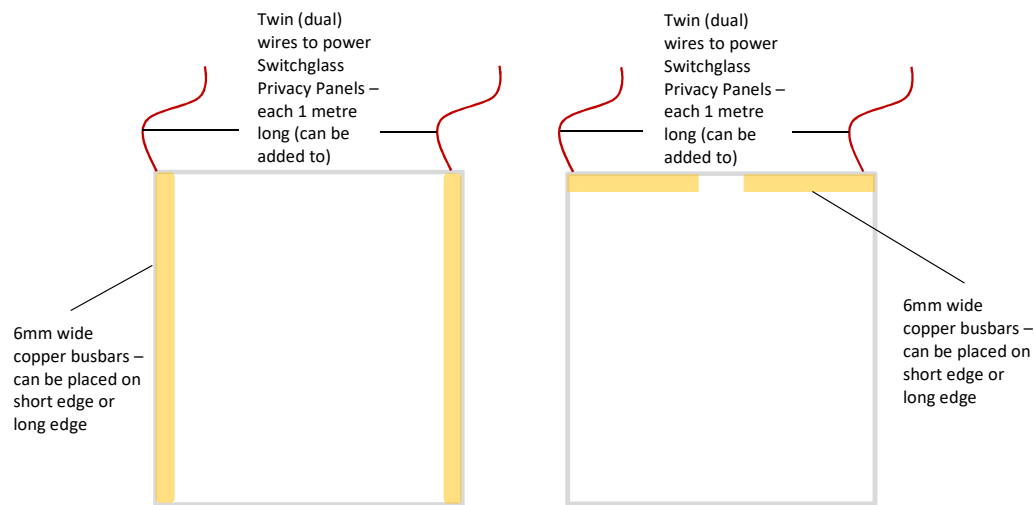 Twin (dual)
wires to power
Switchglass
Privacy Panels –
each 1 metre
long (can be
added to)
Twin (dual)
wires to power
Switchglass
Privacy Panels –
each 1 metre
long (can be
added to)
6mm wide
copper busbars –
can be placed on
short edge or
long edge
6mm wide
copper busbars –
can be placed on
short edge or
long edge